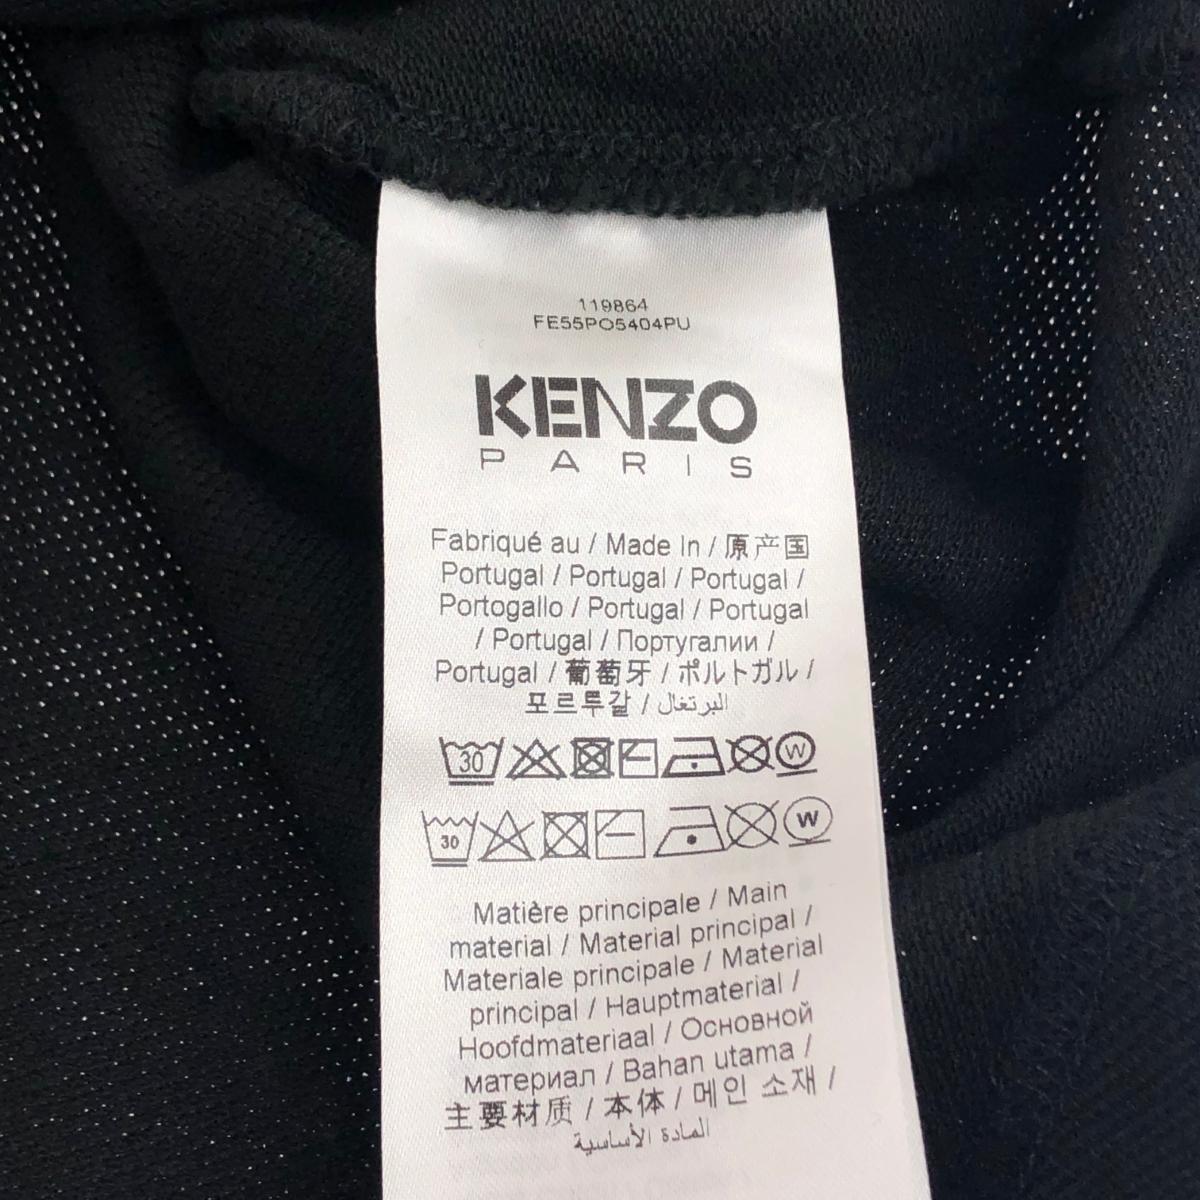 119864
FE55PO5404PU
KENZO
PARIS
Fabriqué au / Made In / 原产国
Portugal / Portugal / Portugal /
Portogallo / Portugal / Portugal
/ Portugal / Португалии /
Portugal / 葡萄牙 / ポルトガル /
포르투갈 / البرتغال
30 W
30 W
Matière principale / Main
material / Material principal /
Materiale principale / Material
principal / Hauptmaterial /
Hoofdmateriaal / Основной
материал / Bahan utama /
主要材质 / 本体 / 메인 소재 /
المادة الأساسية